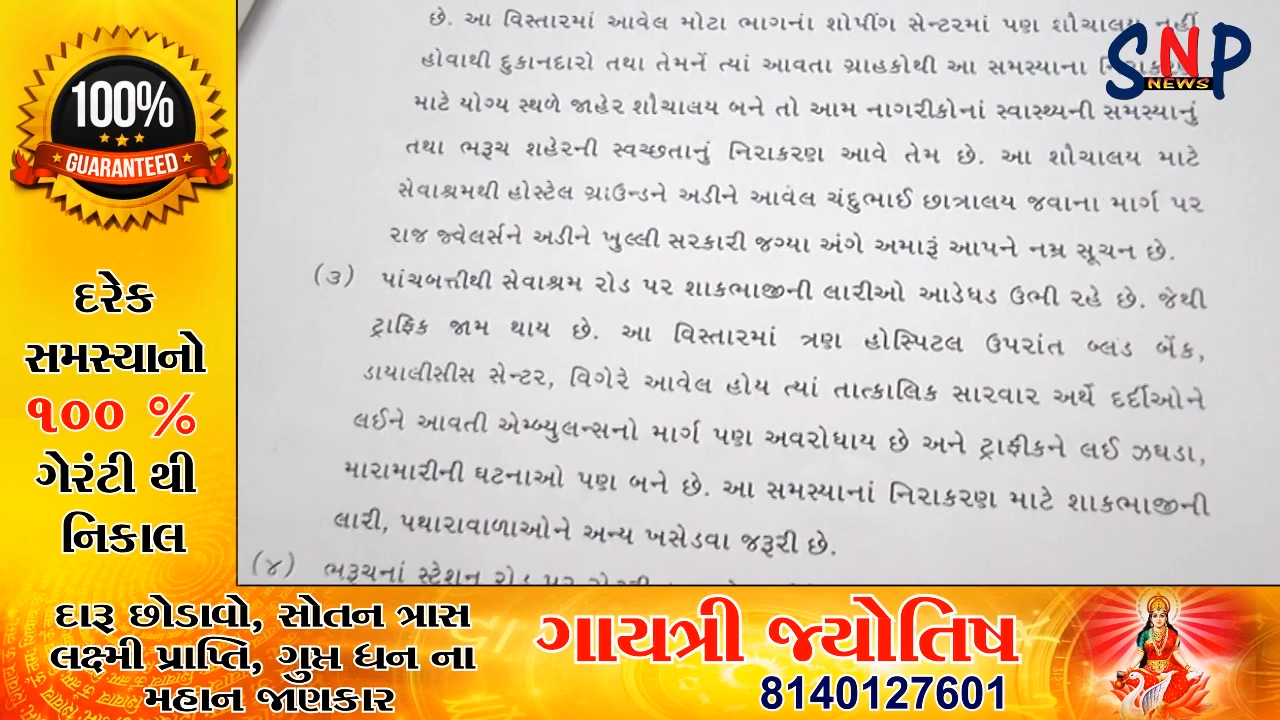 છે. આ વિસ્તારમાં આવેલ મોટા ભાગનાં શોપીંગ સેન્ટરમાં પણ શૌચાલય નહીં
હોવાથી દુકાનદારો તથા તેમને ત્યાં આવતા ગ્રાહકોથી આ સમસ્યાના
માટે યોગ્ય સ્થળે જાહેર શૌચાલય બને તો આમ નાગરીકોનાં સ્વાસ્થ્યની સમસ્યાનું
તથા ભરૂચ શહેરની સ્વચ્છતાનું નિરાકરણ આવે તેમ છે. આ શૌચાલય માટે
સેવાશ્રમથી હોસ્ટેલ ગ્રાઉન્ડને અડીને આવેલ ચંદુભાઈ છાત્રાલય જવાના માર્ગ પર
રાજ જ્વેલર્સને અડીને ખુલ્લી સરકારી જગ્યા અંગે અમારૂં આપને નમ્ર સૂચન છે.
(૩) પાંચબત્તીથી સેવાશ્રમ રોડ પર શાકભાજીની લારીઓ આડેધડ ઉભી રહે છે. જેથી
ટ્રાફિક જામ થાય છે. આ વિસ્તારમાં ત્રણ હોસ્પિટલ ઉપરાંત બ્લડ બેંક,
ડાયાલીસીસ સેન્ટર, વિગેરે આવેલ હોય ત્યાં તાત્કાલિક સારવાર અર્થે દર્દીઓને
લઈને આવતી એમ્બ્યુલન્સનો માર્ગ પણ અવરોધાય છે અને ટ્રાફીકને લઈ ઝઘડા,
મારામારીની ઘટનાઓ પણ બને છે. આ સમસ્યાનાં નિરાકરણ માટે શાકભાજીની
લારી, પથારાવાળાઓને અન્ય ખસેડવા જરૂરી છે.
(૪) ભરૂચનાં સ્ટેશન રોડ પર
SNP
NEWS
100%
GUARANTEED
દરેક
સમસ્યાનો
૧૦૦ %
ગેરંટી થી
નિકાલ
દારૂ છોડાવો, સોતન ત્રાસ
લક્ષ્મી પ્રાપ્તિ, ગુપ્ત ધન ના
મહાન જાણકાર
ગાયત્રી જ્યોતિષ
8140127601